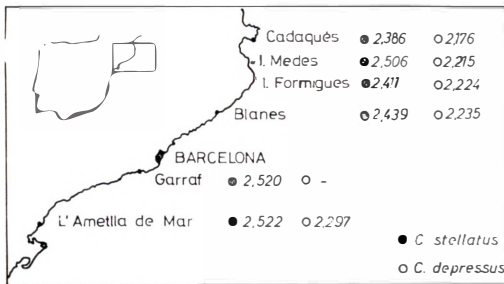 Cadaqués ● 2,386 ○ 2,176
I. Medes ● 2,506 ○ 2,215
I. Formigues ● 2,411 ○ 2,224
Blanes ● 2,439 ○ 2,235
BARCELONA
Garraf ● 2,520 ○ -
L'Ametlla de Mar ● 2,522 ○ 2,297
● C stellatus
○ C. depressus